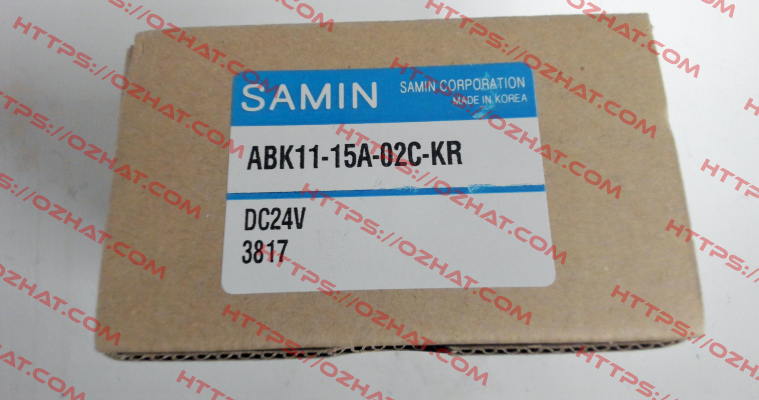 SAMIN
SAMIN CORPORATION
MADE IN KOREA
ABK11-15A-02C-KR
DC24V
3817
HTTPS://OZHAT.COM